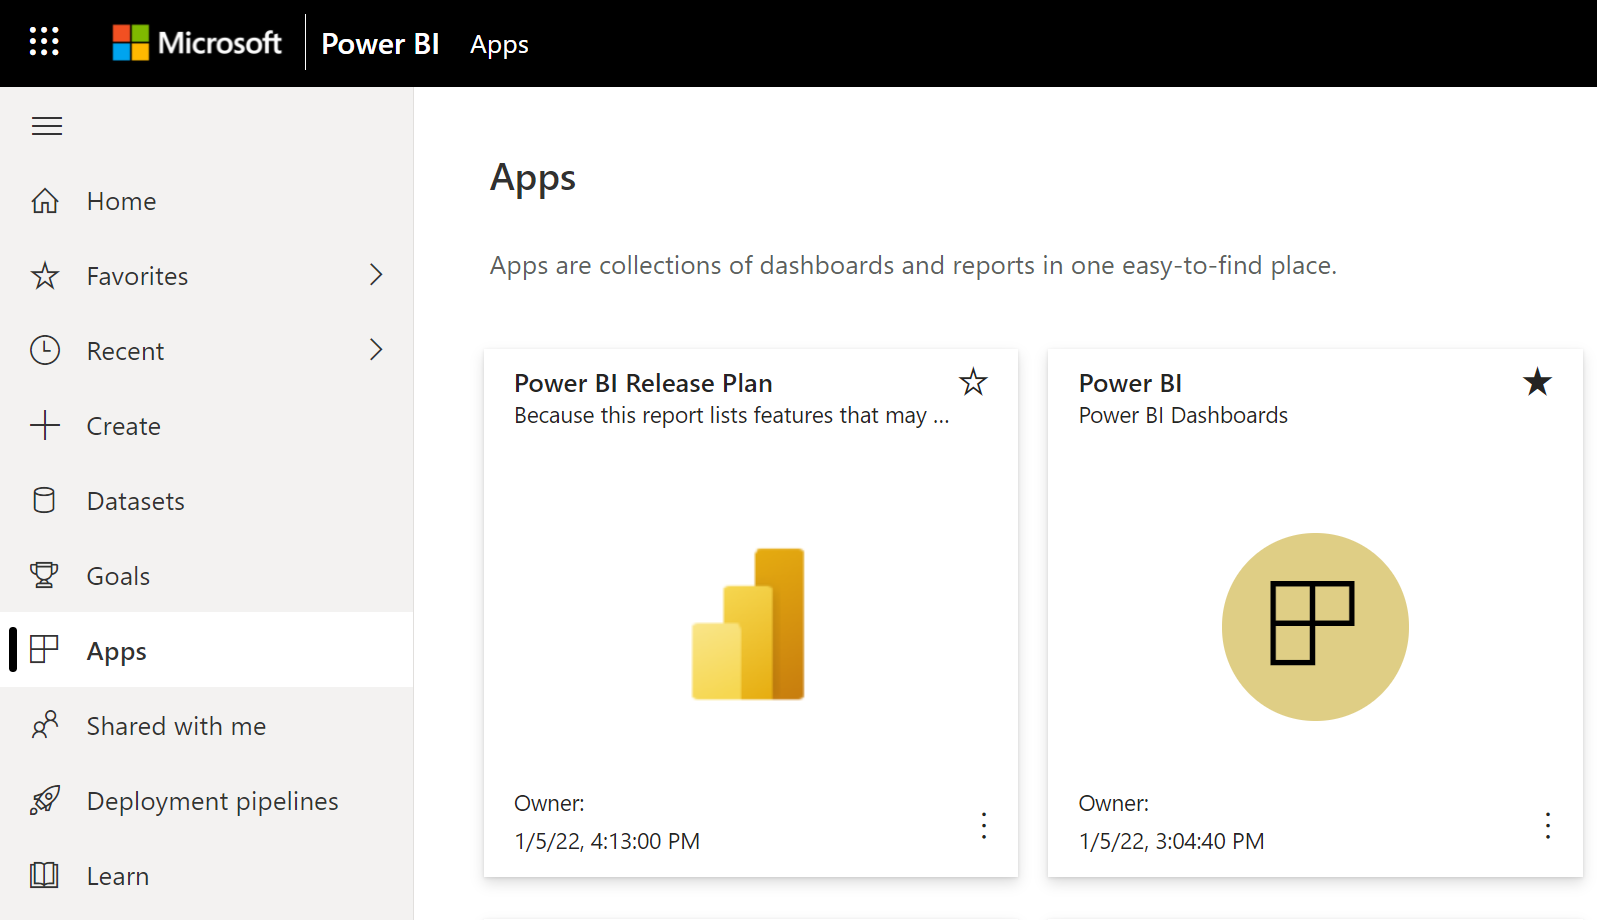 Microsoft Power BI Apps
Home
Favorites
Recent
Create
Datasets
Goals
Apps
Shared with me
Deployment pipelines
Learn
Apps
Apps are collections of dashboards and reports in one easy-to-find place.
Power BI Release Plan
Because this report lists features that may ...
Owner:
1/5/22, 4:13:00 PM
Power BI
Power BI Dashboards
Owner:
1/5/22, 3:04:40 PM